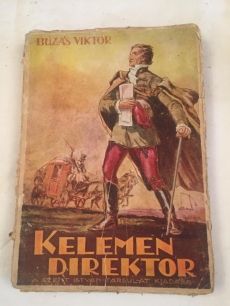 BUZÁS VIKTOR
KELEMEN
DIREKTOR
A SZENT ISTVÁN TÁRSULAT KIADÁSA